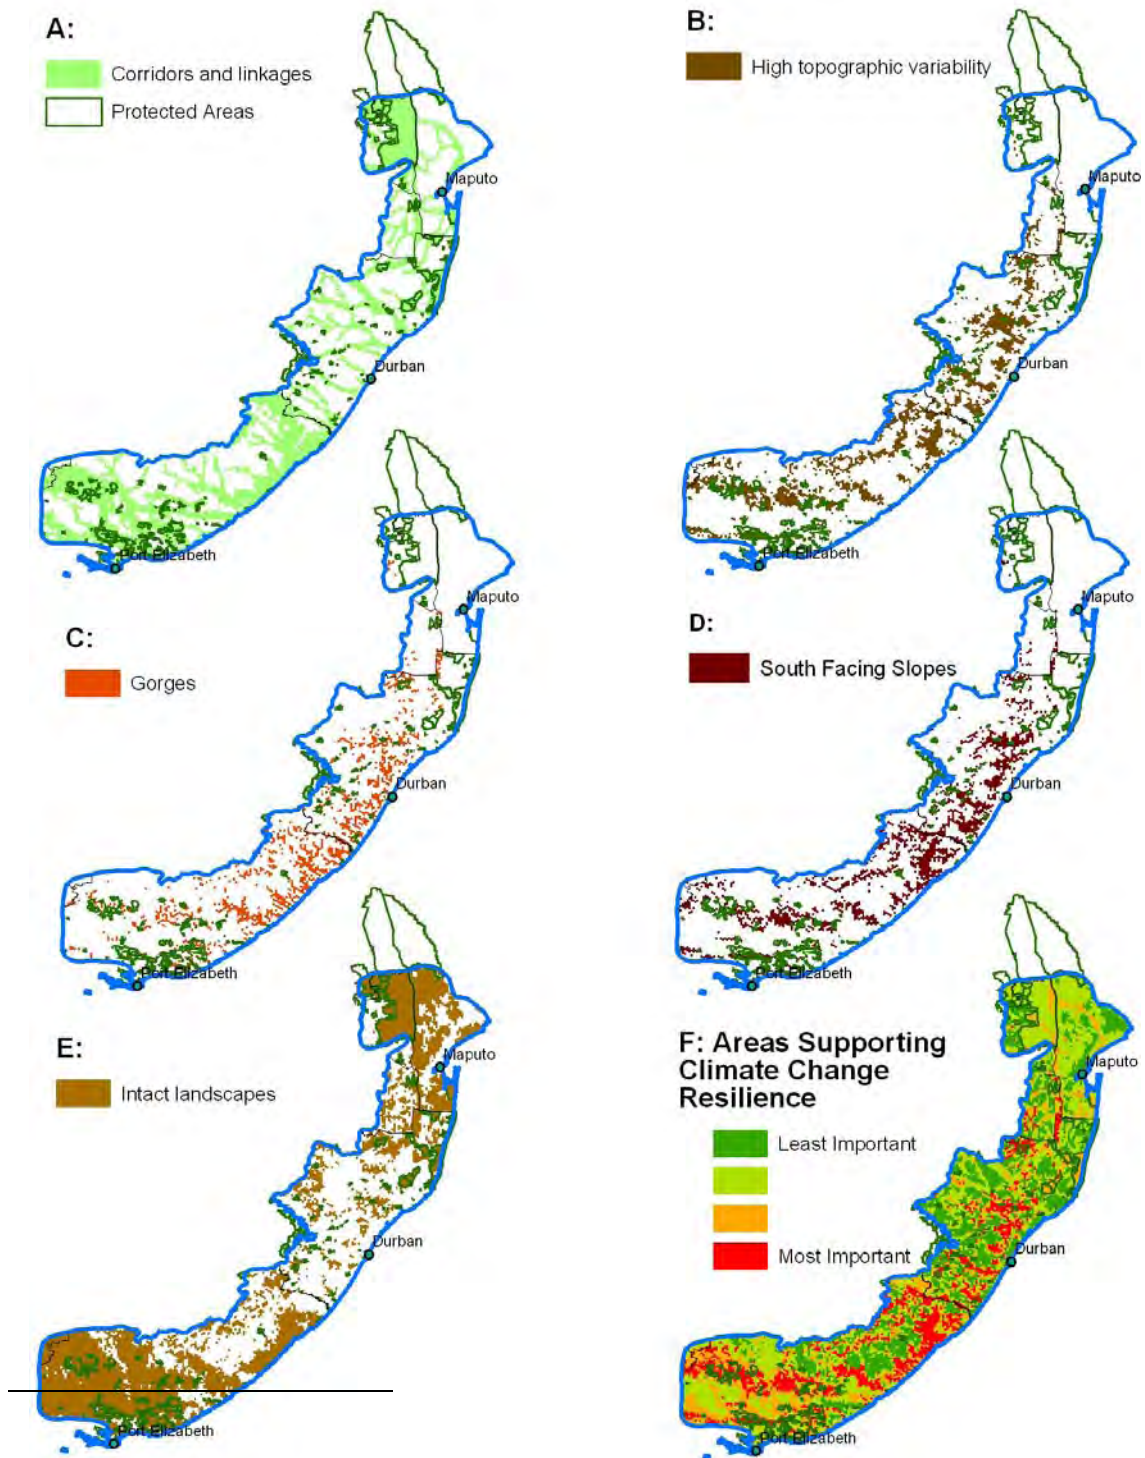 A:
Corridors and linkages
Protected Areas
Maputo
Durban
Port Elizabeth
B:
High topographic variability
Maputo
Durban
Port Elizabeth
C:
Gorges
Maputo
Durban
Port Elizabeth
D:
South Facing Slopes
Maputo
Durban
Port Elizabeth
E:
Intact landscapes
Maputo
Durban
Port Elizabeth
F: Areas Supporting
Climate Change
Resilience
Least Important
Most Important
Maputo
Durban
Port Elizabeth